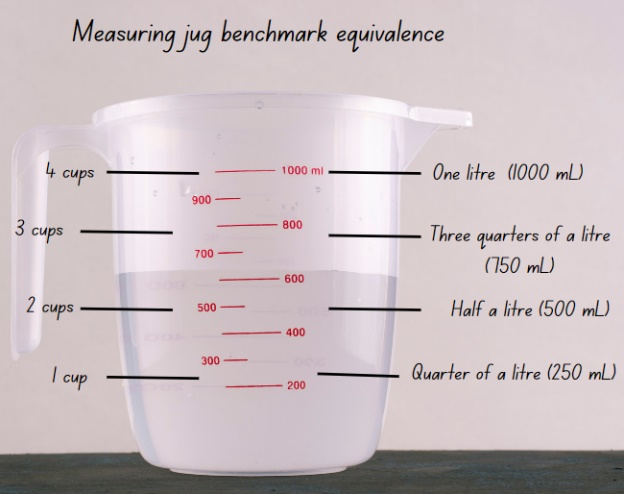 Measuring jug benchmark equivalence
4 cups
1000 ml
One litre (1000 mL)
900
3 cups
800
Three quarters of a litre
(750 mL)
700
600
2 cups
500
Half a litre (500 mL)
400
300
1 cup
200
Quarter of a litre (250 mL)